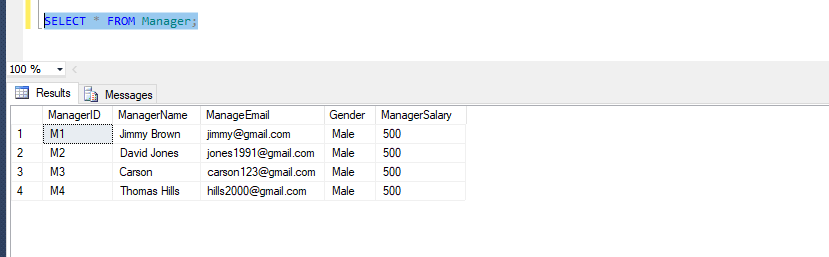 SELECT * FROM Manager;
100 %
Results Messages
ManagerID ManagerName ManageEmail Gender ManagerSalary
1 M1 Jimmy Brown jimmy@gmail.com Male 500
2 M2 David Jones jones1991@gmail.com Male 500
3 M3 Carson carson123@gmail.com Male 500
4 M4 Thomas Hills hills2000@gmail.com Male 500